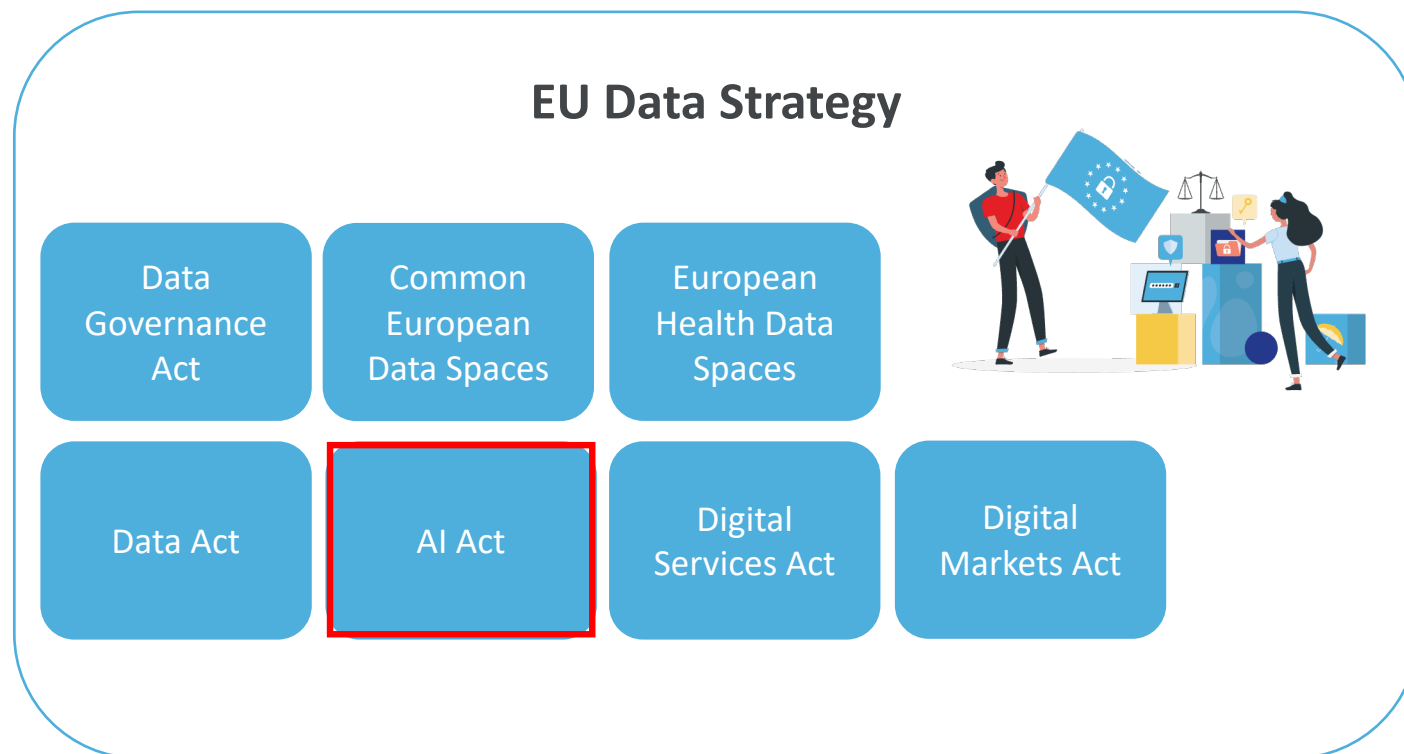 EU Data Strategy
Data
Governance
Act
Common
European
Data Spaces
European
Health Data
Spaces
Data Act
AI Act
Digital
Services Act
Digital
Markets Act